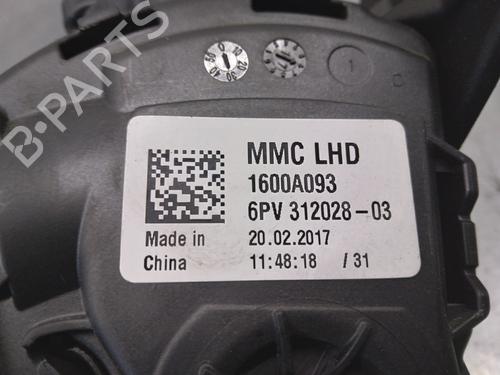 B-PARTS
MMC LHD
1600A093
6PV 312028-03
Made in 20.02.2017
China 11:48:18 /31